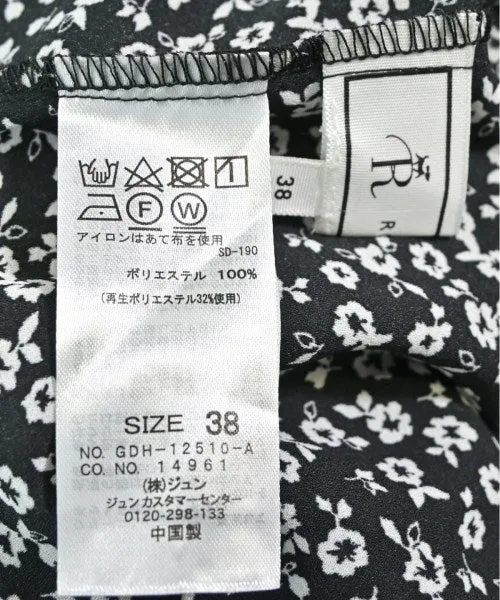 アイロンはあて布を使用
SD-190
ポリエステル 100%
(再生ポリエステル32%使用)
SIZE 38
NO. GDH-12510-A
CO. NO. 14961
(株)ジュン
ジュンカスタマーセンター
0120-298-133
中国製
F
W
38
R
R